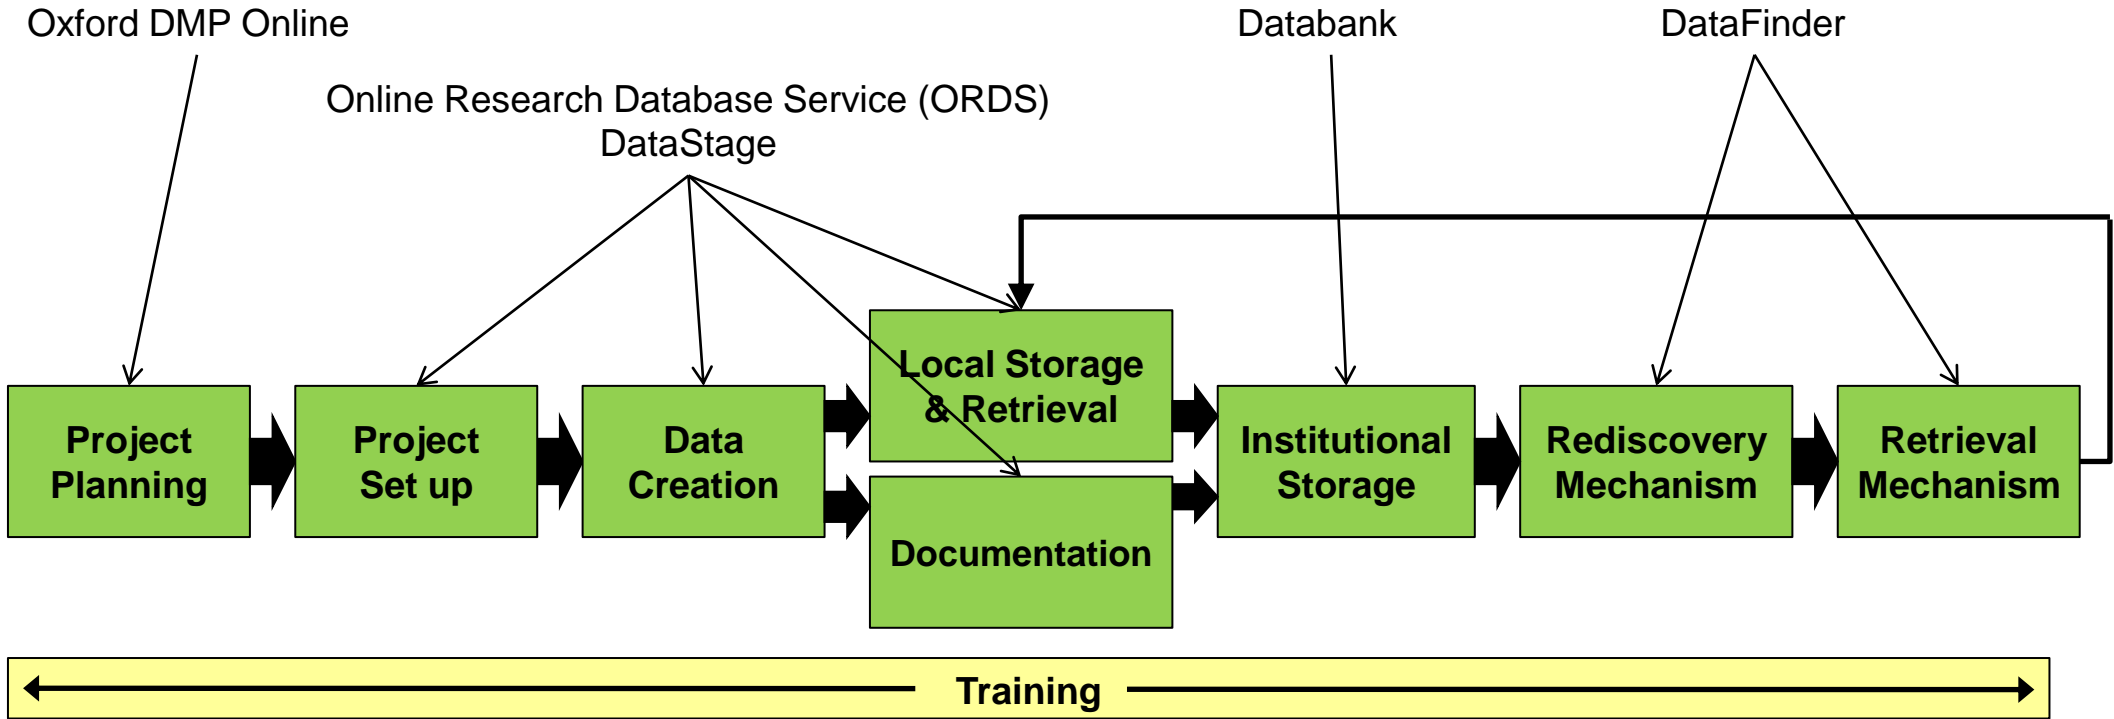 Oxford DMP Online
Databank
DataFinder
Online Research Database Service (ORDS)
DataStage
Project
Planning
Project
Set up
Data
Creation
Local Storage
& Retrieval
Documentation
Institutional
Storage
Rediscovery
Mechanism
Retrieval
Mechanism
Training